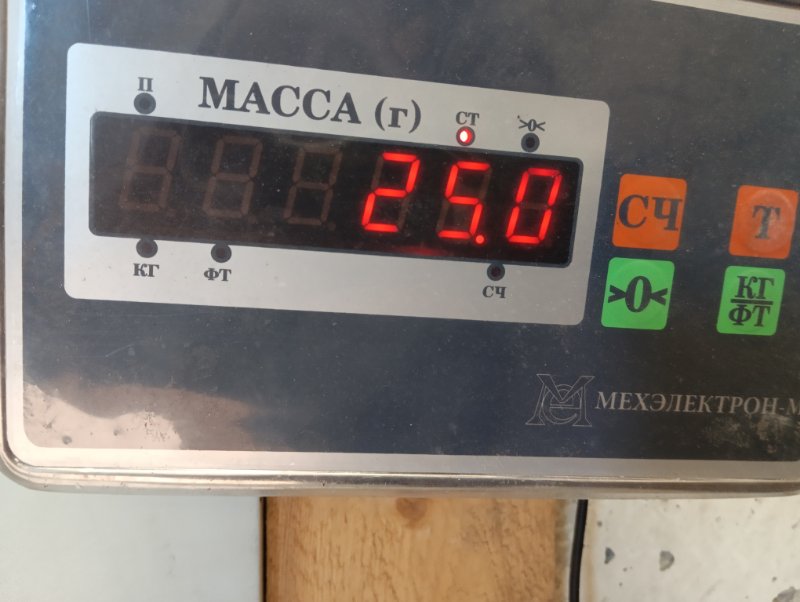 П
МАССА (г)
СТ
>0<
25.0
КГ
ФТ
СЧ
СЧ
Т
>0<
КГ
ФТ
МЕХЭЛЕКТРОН-М